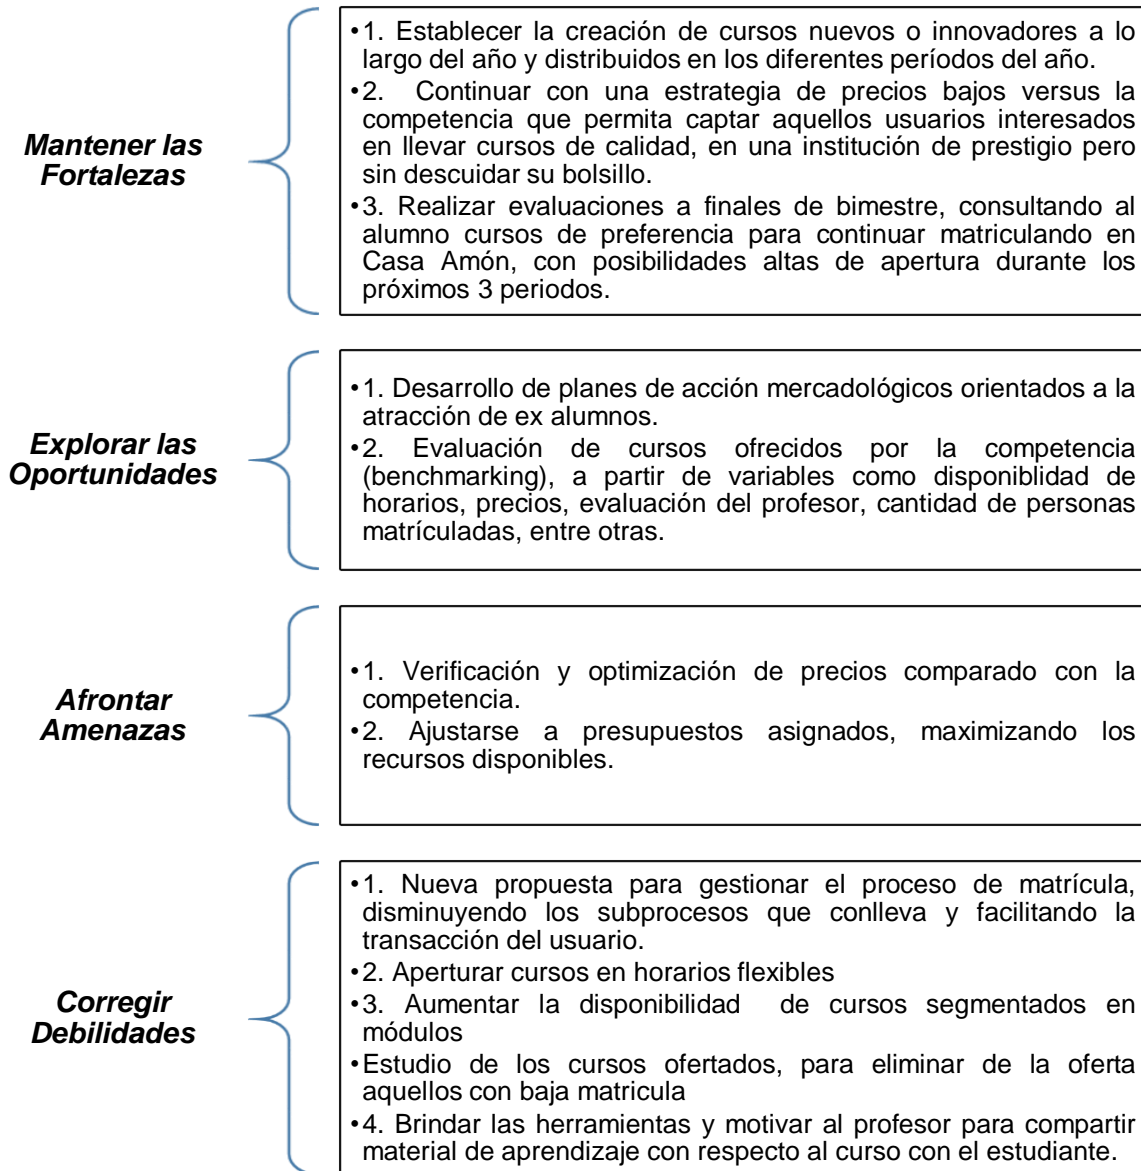 Mantener las
Fortalezas
•1. Establecer la creación de cursos nuevos o innovadores a lo
largo del año y distribuidos en los diferentes períodos del año.
•2. Continuar con una estrategia de precios bajos versus la
competencia que permita captar aquellos usuarios interesados
en llevar cursos de calidad, en una institución de prestigio pero
sin descuidar su bolsillo.
•3. Realizar evaluaciones a finales de bimestre, consultando al
alumno cursos de preferencia para continuar matriculando en
Casa Amón, con posibilidades altas de apertura durante los
próximos 3 periodos.
Explorar las
Oportunidades
•1. Desarrollo de planes de acción mercadológicos orientados a la
atracción de ex alumnos.
•2. Evaluación de cursos ofrecidos por la competencia
(benchmarking), a partir de variables como disponiblidad de
horarios, precios, evaluación del profesor, cantidad de personas
matrículadas, entre otras.
Afrontar
Amenazas
•1. Verificación y optimización de precios comparado con la
competencia.
•2. Ajustarse a presupuestos asignados, maximizando los
recursos disponibles.
Corregir
Debilidades
•1. Nueva propuesta para gestionar el proceso de matrícula,
disminuyendo los subprocesos que conlleva y facilitando la
transacción del usuario.
•2. Aperturar cursos en horarios flexibles
•3. Aumentar la disponibilidad de cursos segmentados en
módulos
•Estudio de los cursos ofertados, para eliminar de la oferta
aquellos con baja matricula
•4. Brindar las herramientas y motivar al profesor para compartir
material de aprendizaje con respecto al curso con el estudiante.